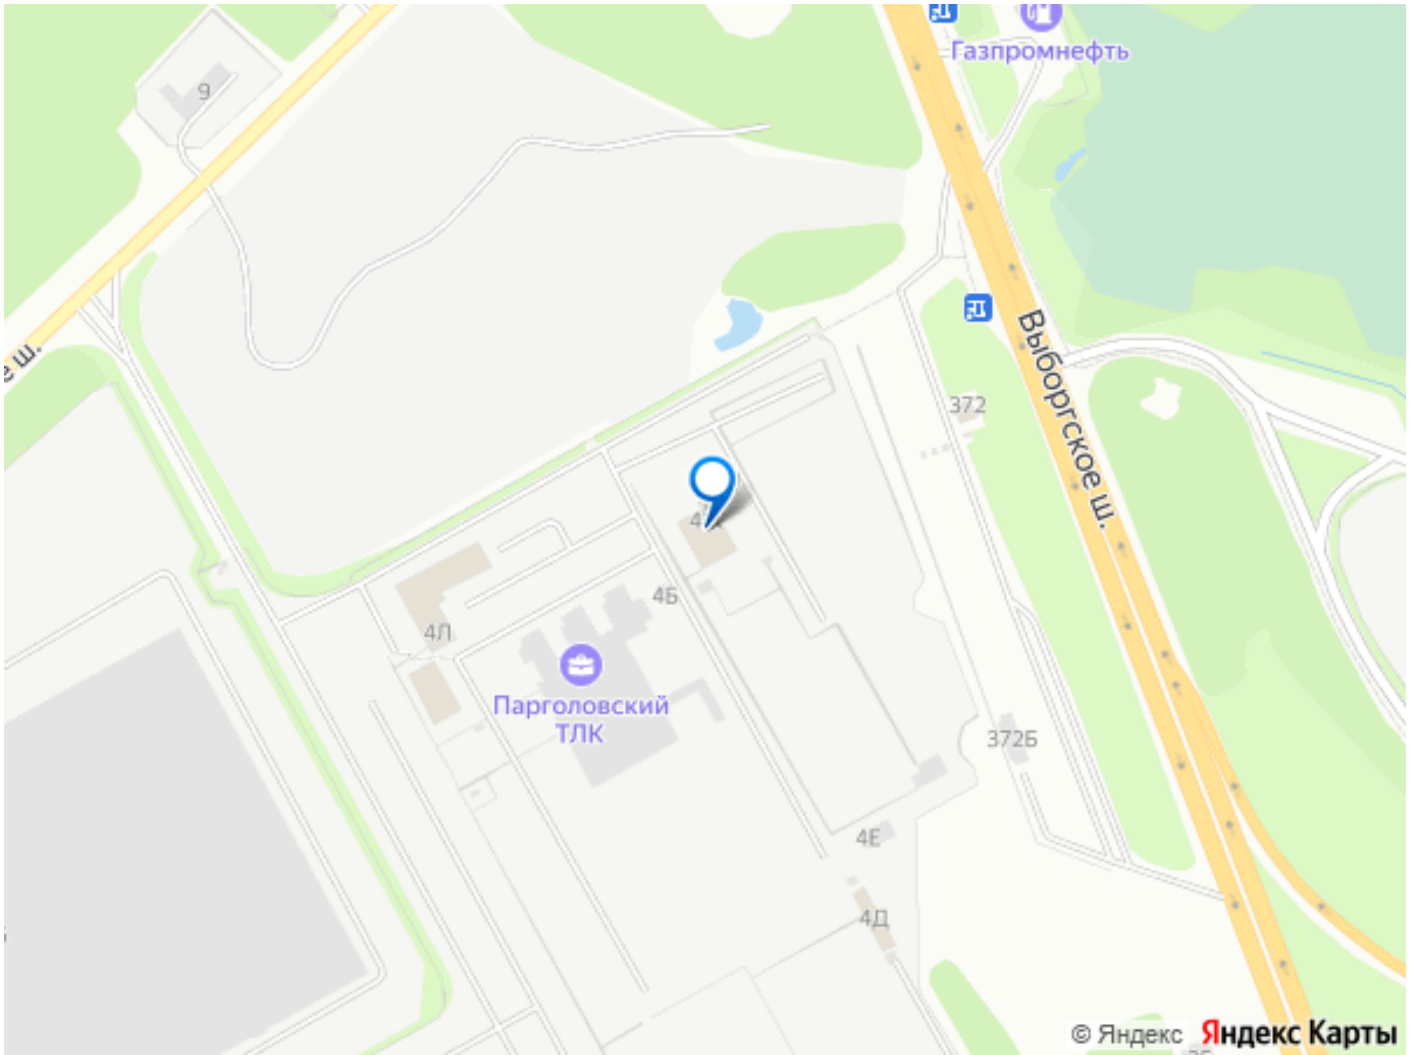 Газпромнефть
9
е ш.
Выборгское ш.
372
4Б
4Л
Парголовский
ТЛК
372Б
4Е
4Д
© Яндекс Яндекс Карты